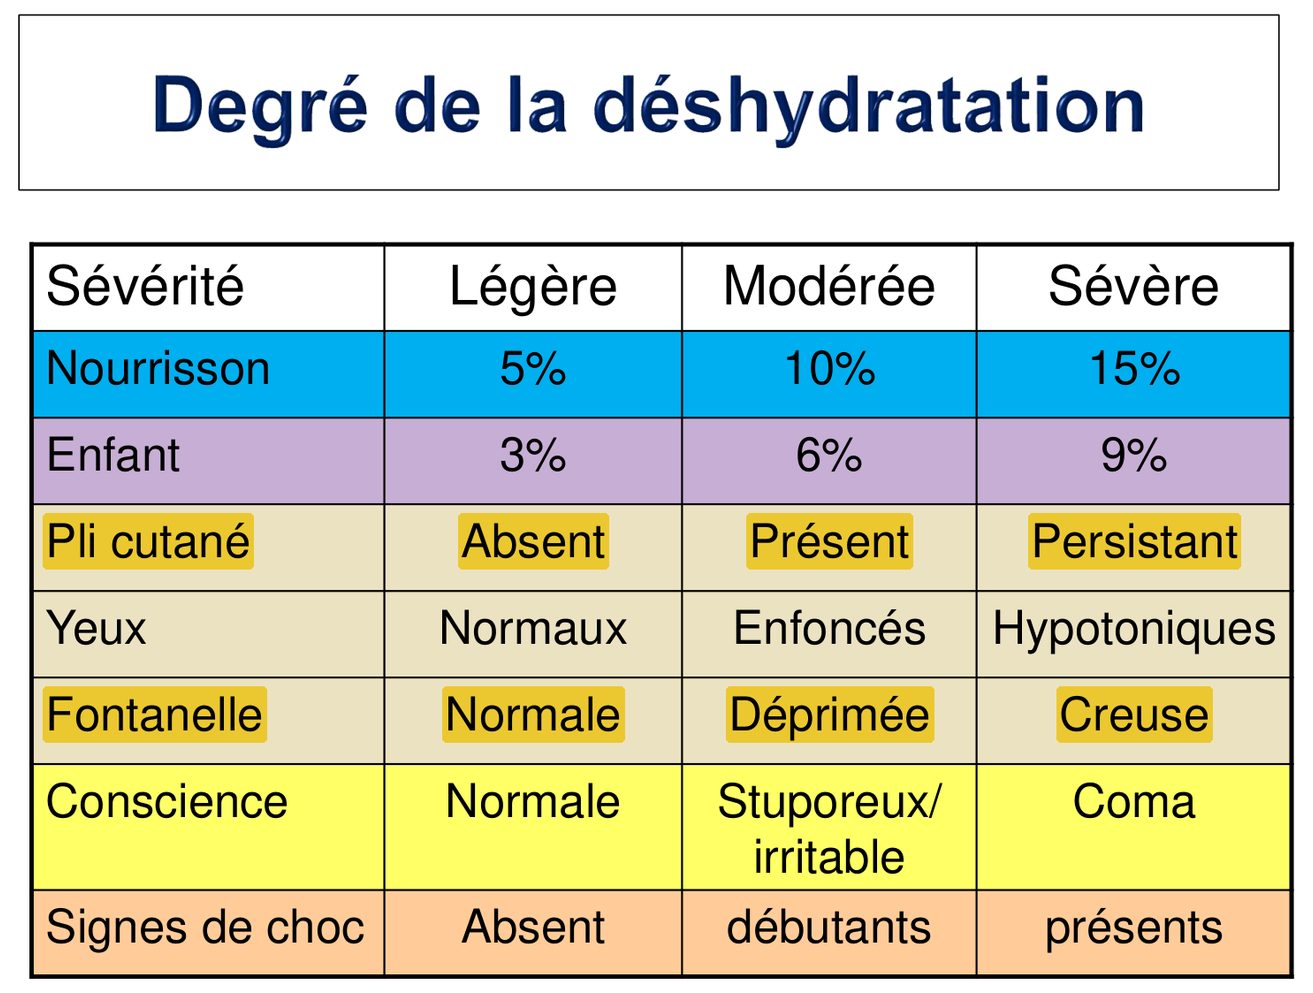 Degré de la déshydratation
Sévérité Légère Modérée Sévère
Nourrisson 5% 10% 15%
Enfant 3% 6% 9%
Pli cutané Absent Présent Persistant
Yeux Normaux Enfoncés Hypotoniques
Fontanelle Normale Déprimée Creuse
Conscience Normale Stuporeux/ Coma
irritable
Signes de choc Absent débutants présents